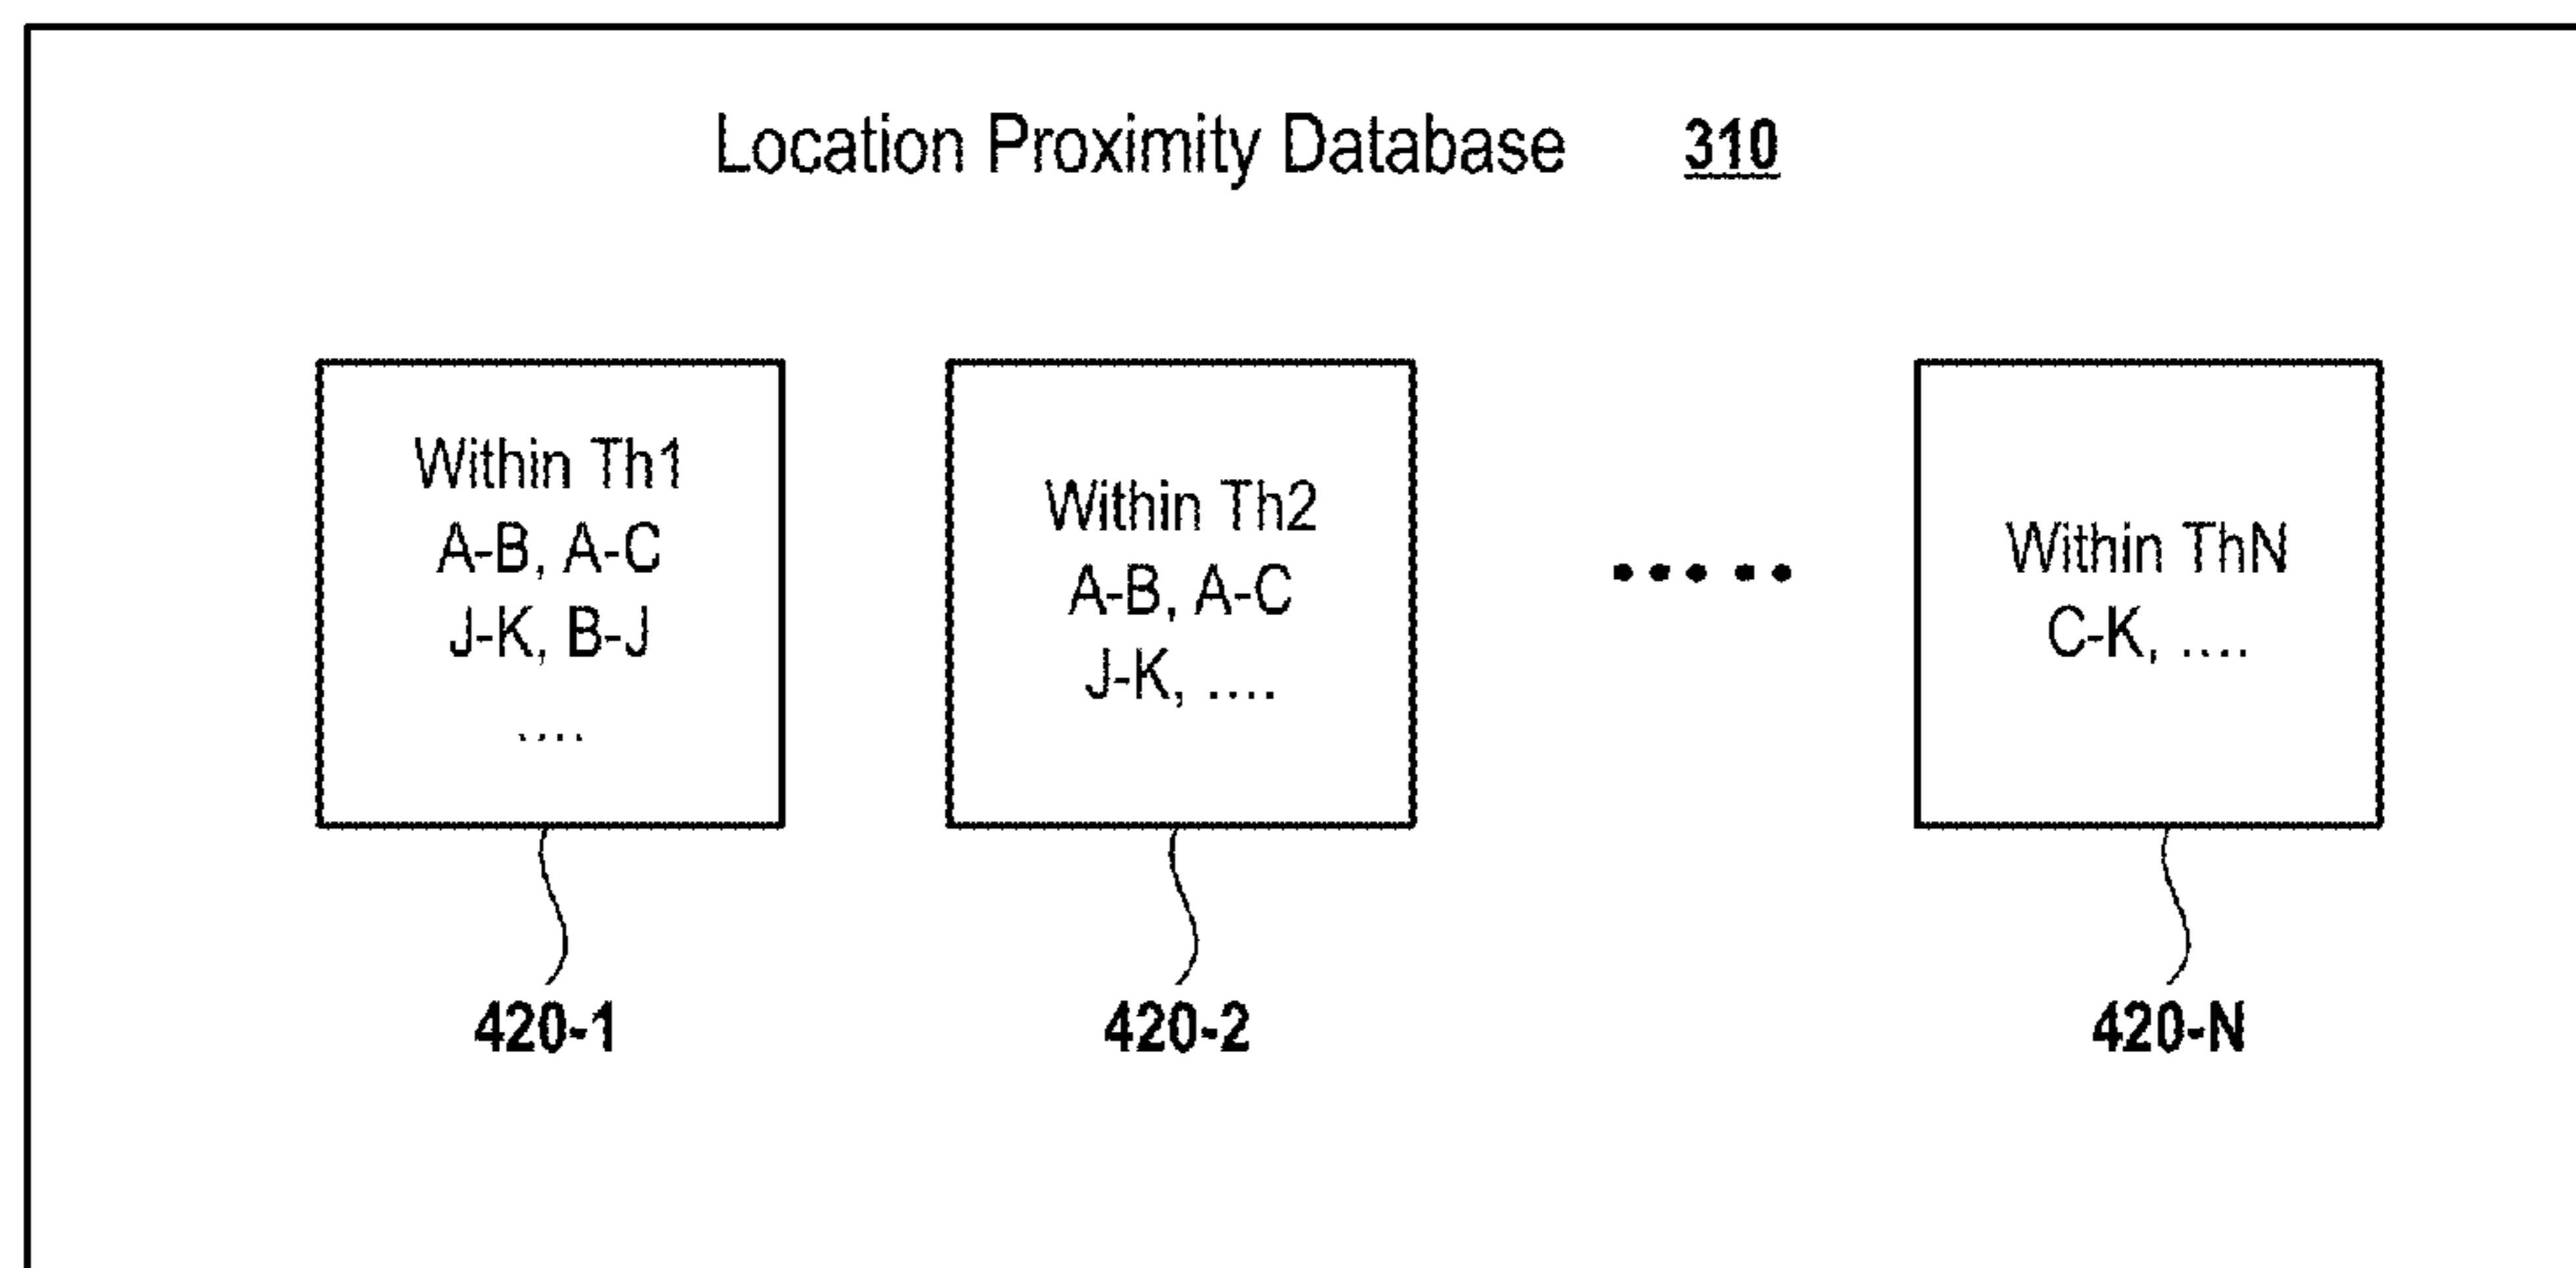 Location Proximity Database 310
Within Th1
A-B, A-C
J-K, B-J
....
Within Th2
A-B, A-C
J-K, ....
.....
Within ThN
C-K, ....
420-1
420-2
420-N